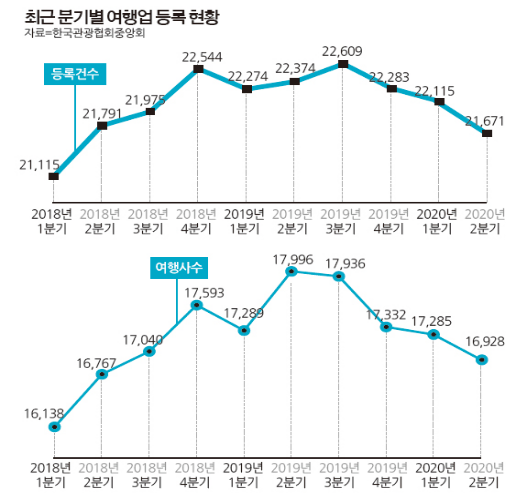 최근 분기별 여행업 등록 현황
자료=한국관광협회중앙회
등록건수
21,115
21,791
21,975
22,544
22,274
22,374
22,609
22,283
22,115
21,671
2018년 2018년 2018년 2018년 2019년 2019년 2019년 2019년 2020년 2020년
1분기 2분기 3분기 4분기 1분기 2분기 3분기 4분기 1분기 2분기
여행사수
16,138
16,767
17,040
17,593
17,289
17,996
17,936
17,332
17,285
16,928
2018년 2018년 2018년 2018년 2019년 2019년 2019년 2019년 2020년 2020년
1분기 2분기 3분기 4분기 1분기 2분기 3분기 4분기 1분기 2분기